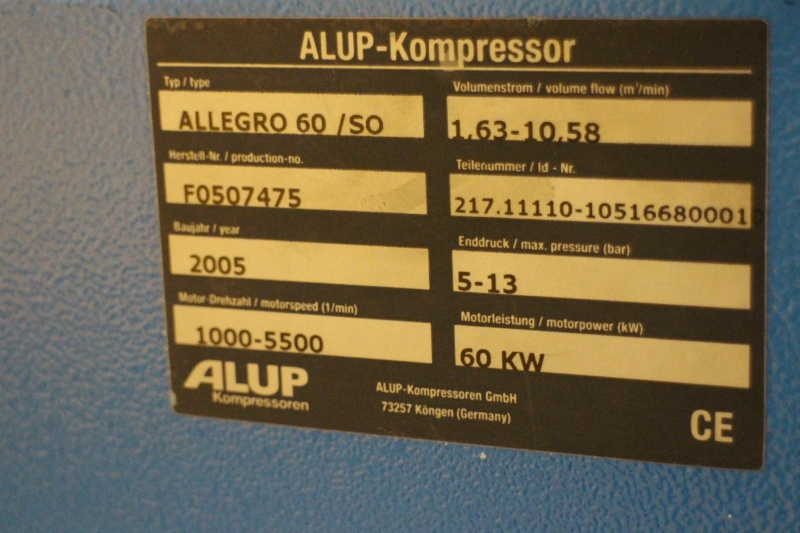 ALUP-Kompressor
Typ / type
ALLEGRO 60 /SO
Herstell-Nr. / production-no.
F0507475
Baujahr / year
2005
Motor-Drehzahl / motorspeed (1/min)
1000-5500
Volumenstrom / volume flow (m³/min)
1,63-10,58
Teilenummer / Id - Nr.
217.11110-105166800010
Enddruck / max. pressure (bar)
5-13
Motorleistung / motorpower (kW)
60 KW
ALUP
Kompressoren
ALUP-Kompressoren GmbH
73257 Köngen (Germany)
CE